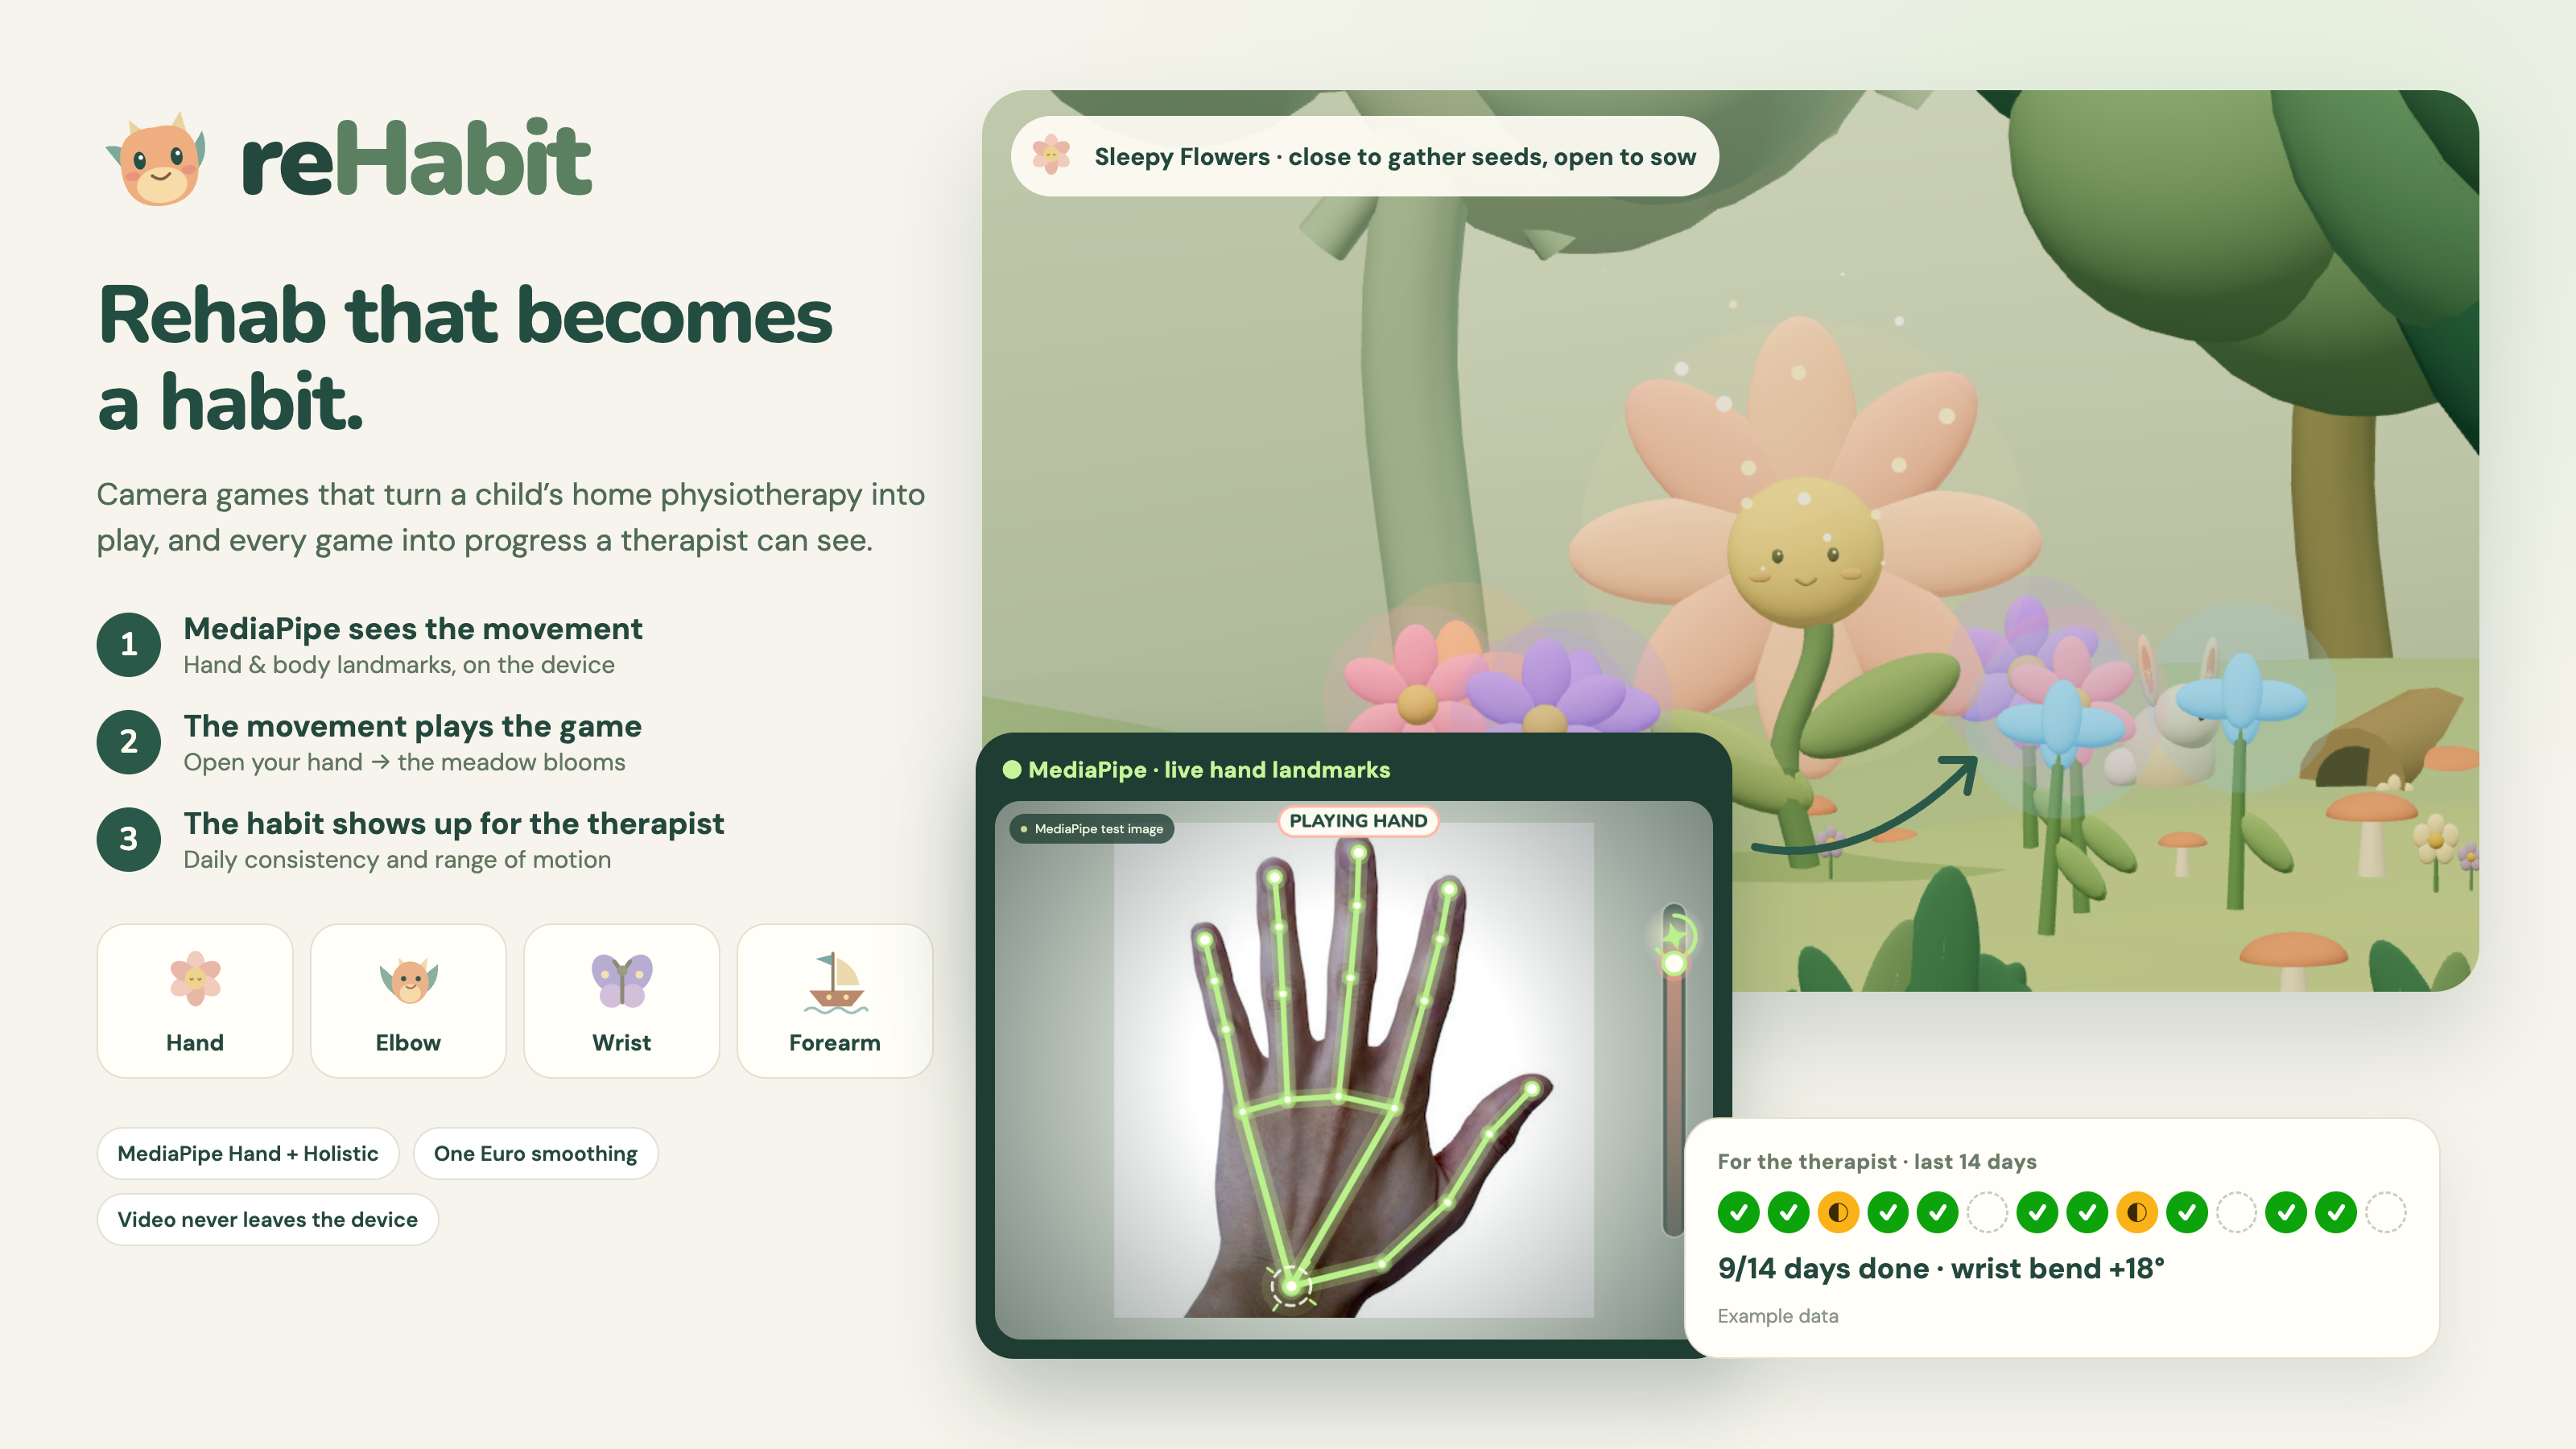 reHabit
Rehab that becomes
a habit.
Camera games that turn a child’s home physiotherapy into
play, and every game into progress a therapist can see.
1
MediaPipe sees the movement
Hand & body landmarks, on the device
2
The movement plays the game
Open your hand → the meadow blooms
3
The habit shows up for the therapist
Daily consistency and range of motion
Hand
Elbow
Wrist
Forearm
MediaPipe Hand + Holistic
One Euro smoothing
Video never leaves the device
Sleepy Flowers · close to gather seeds, open to sow
MediaPipe · live hand landmarks
MediaPipe test image
PLAYING HAND
For the therapist · last 14 days
9/14 days done · wrist bend +18°
Example data